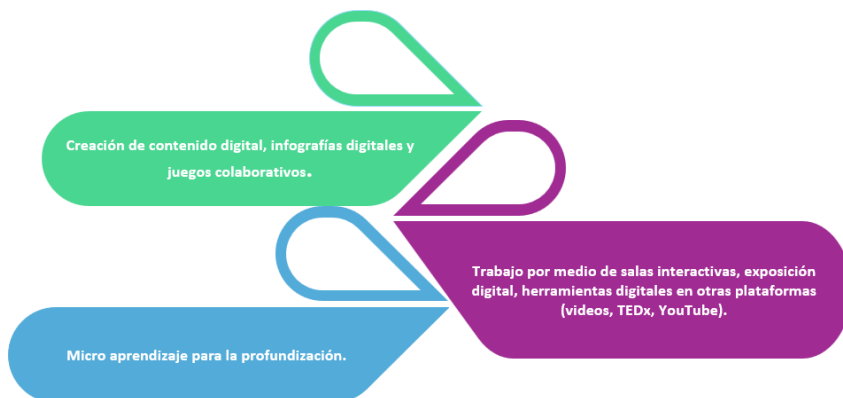 Creación de contenido digital, infografías digitales y
juegos colaborativos.
Trabajo por medio de salas interactivas, exposición
digital, herramientas digitales en otras plataformas
(videos, TEDx, YouTube).
Micro aprendizaje para la profundización.